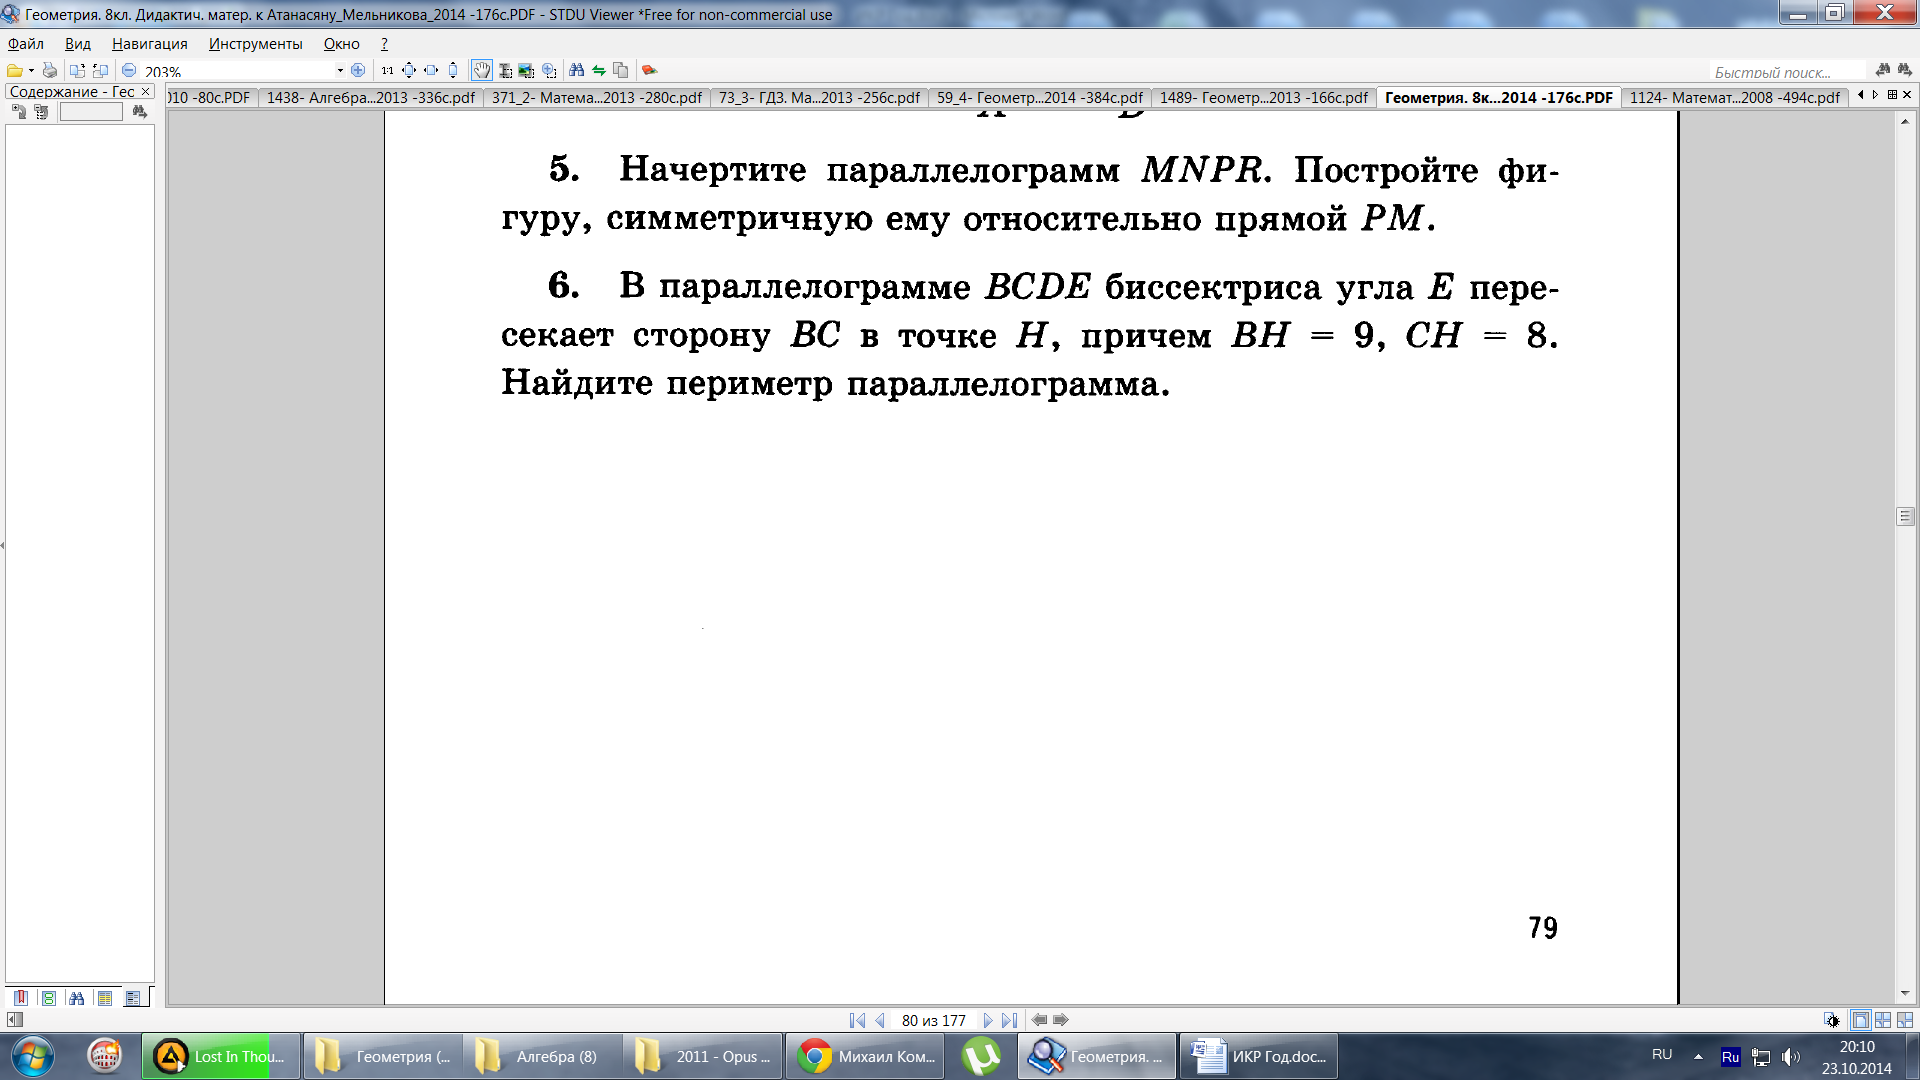 Геометрия. 8кл. Дидактич. матер. к Атанасяну_Мельникова_2014 -176с.PDF - STDU Viewer *Free for non-commercial use
Файл Вид Навигация Инструменты Окно ?
203% 1:1 Быстрый поиск...
Содержание - Гео
010 -80с.PDF 1438- Алгебра...2013 -336с.pdf 371_2- Матема...2013 -280с.pdf 73_3- ГДЗ. Ма...2013 -256с.pdf 59_4- Геометр...2014 -384с.pdf 1489- Геометр...2013 -166с.pdf Геометрия. 8к...2014 -176с.PDF 1124- Математ...2008 -494с.pdf
5. Начертите параллелограмм MNPR. Постройте фи-
гуру, симметричную ему относительно прямой PM.
6. В параллелограмме BCDE биссектриса угла E пере-
секает сторону BC в точке H, причем BH = 9, CH = 8.
Найдите периметр параллелограмма.
79
80 из 177
Lost In Thou... Геометрия (... Алгебра (8) 2011 - Opus ... Михаил Ком... Геометрия. ... ИКР Год.doc... RU Ru 20:10
23.10.2014